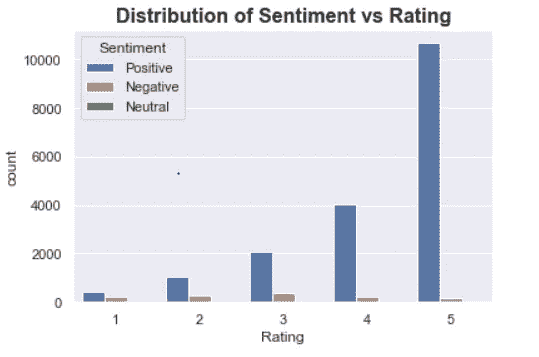 Distribution of Sentiment vs Rating
Sentiment
Positive
Negative
Neutral
10000
8000
6000
4000
2000
0
count
1 2 3 4 5
Rating